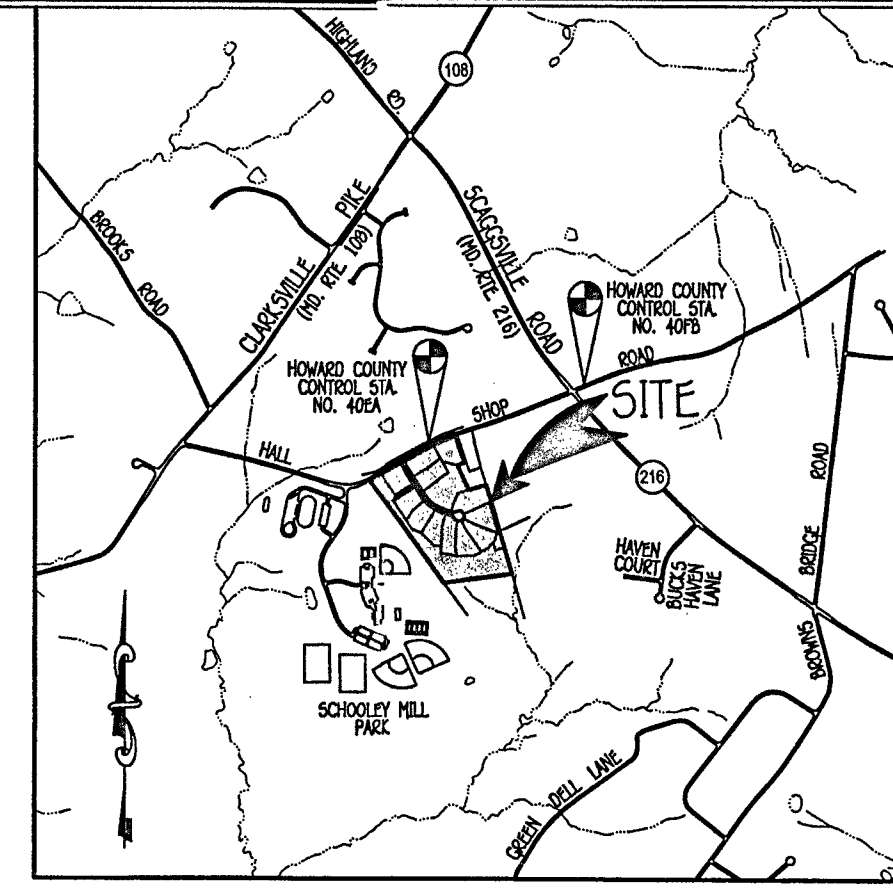 HIGHLAND RD.
108
BROOKS ROAD
CLARKSVILLE PIKE
(MD. RTE. 108)
SCAGGSVILLE ROAD
(MD. RTE 216)
HOWARD COUNTY
CONTROL STA.
NO. 40FB
HOWARD COUNTY
CONTROL STA.
NO. 40EA
HALL SHOP ROAD
SITE
216
HAVEN
COURT
BUCKS
HAVEN
LANE
BROWNS BRIDGE ROAD
SCHOOLEY MILL
PARK
GREEN DELL LANE